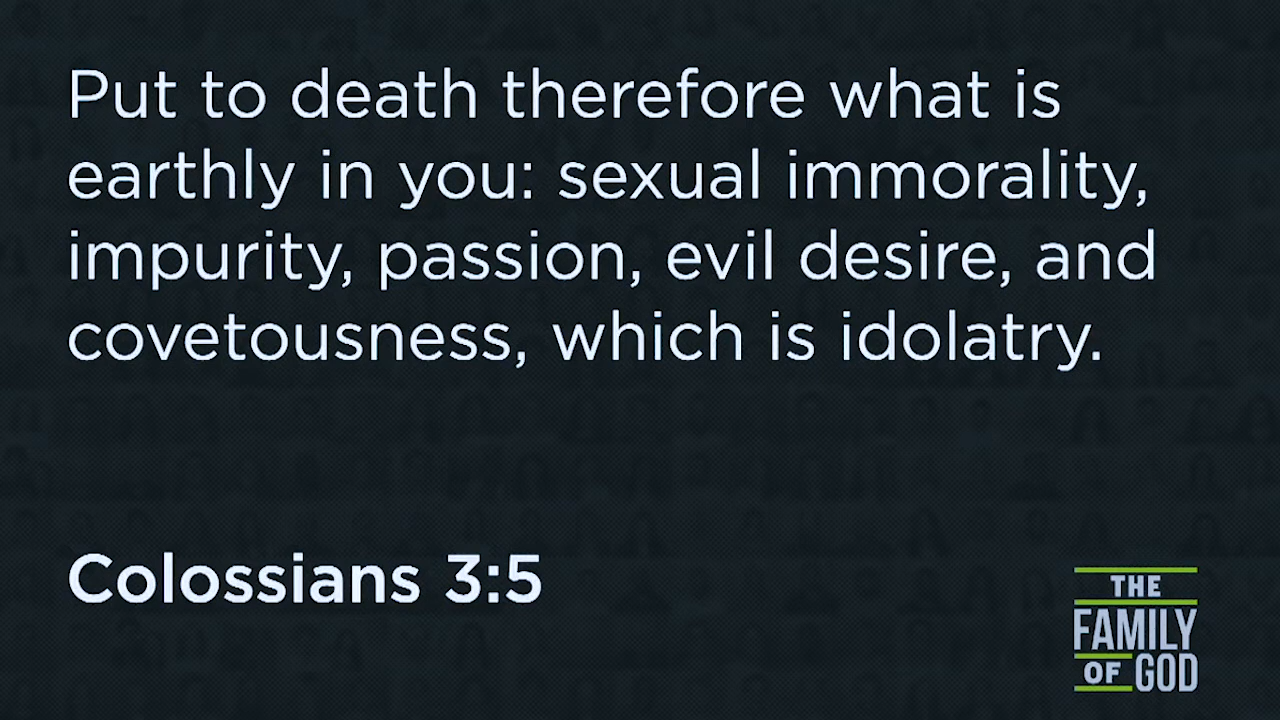 Put to death therefore what is
earthly in you: sexual immorality,
impurity, passion, evil desire, and
covetousness, which is idolatry.
Colossians 3:5
THE
FAMILY
OF GOD